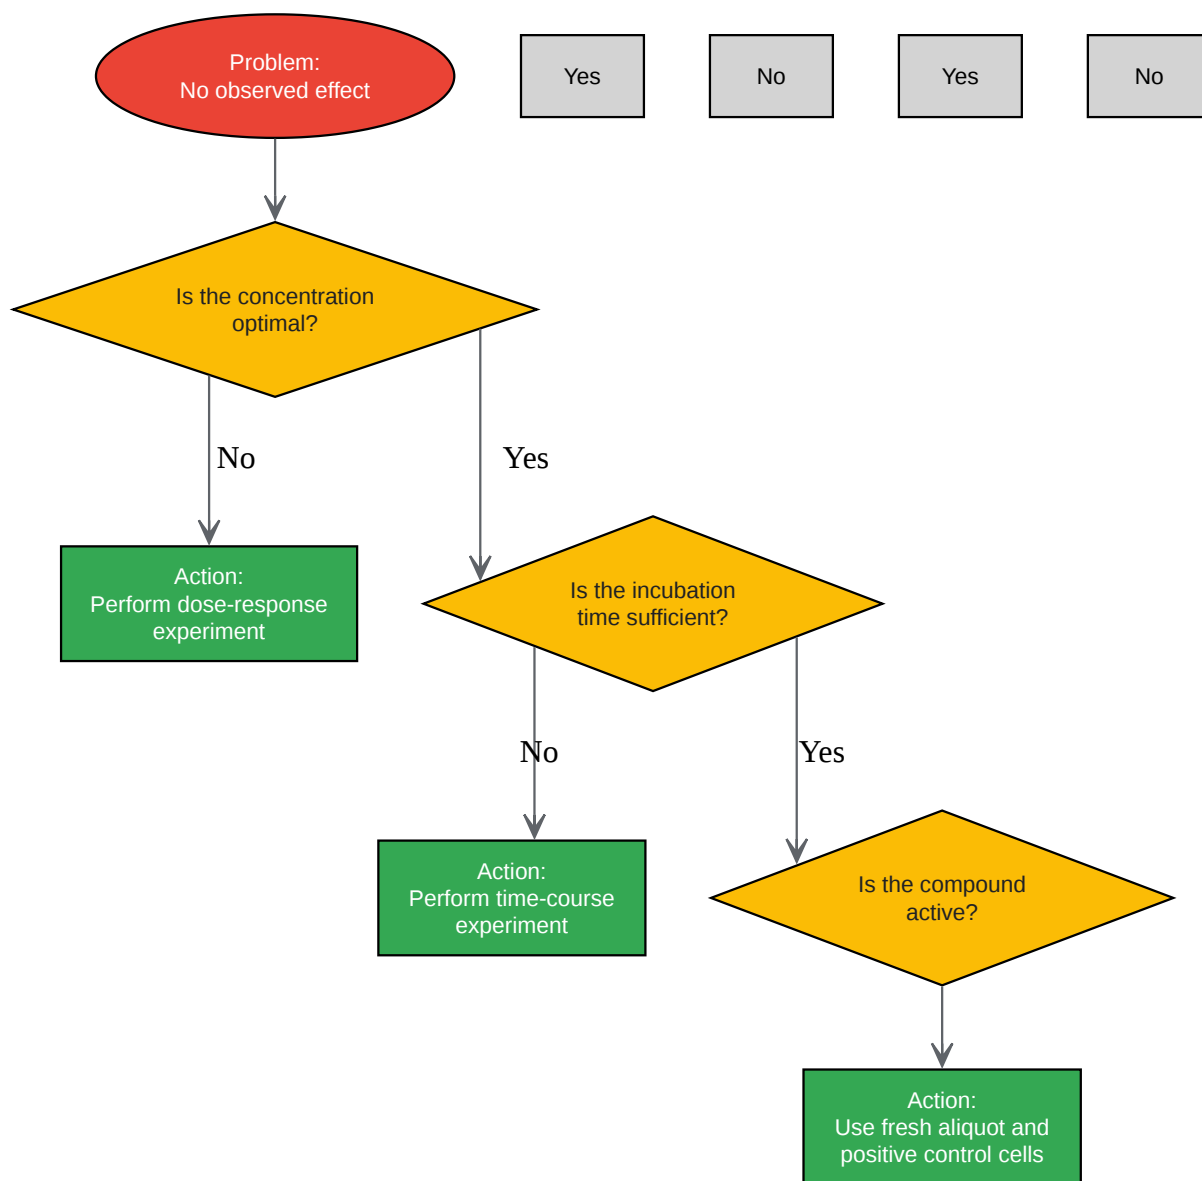 Problem:
No observed effect
Yes
No
Yes
No
Is the concentration
optimal?
No
Yes
Action:
Perform dose-response
experiment
Is the incubation
time sufficient?
No
Yes
Action:
Perform time-course
experiment
Is the compound
active?
Action:
Use fresh aliquot and
positive control cells